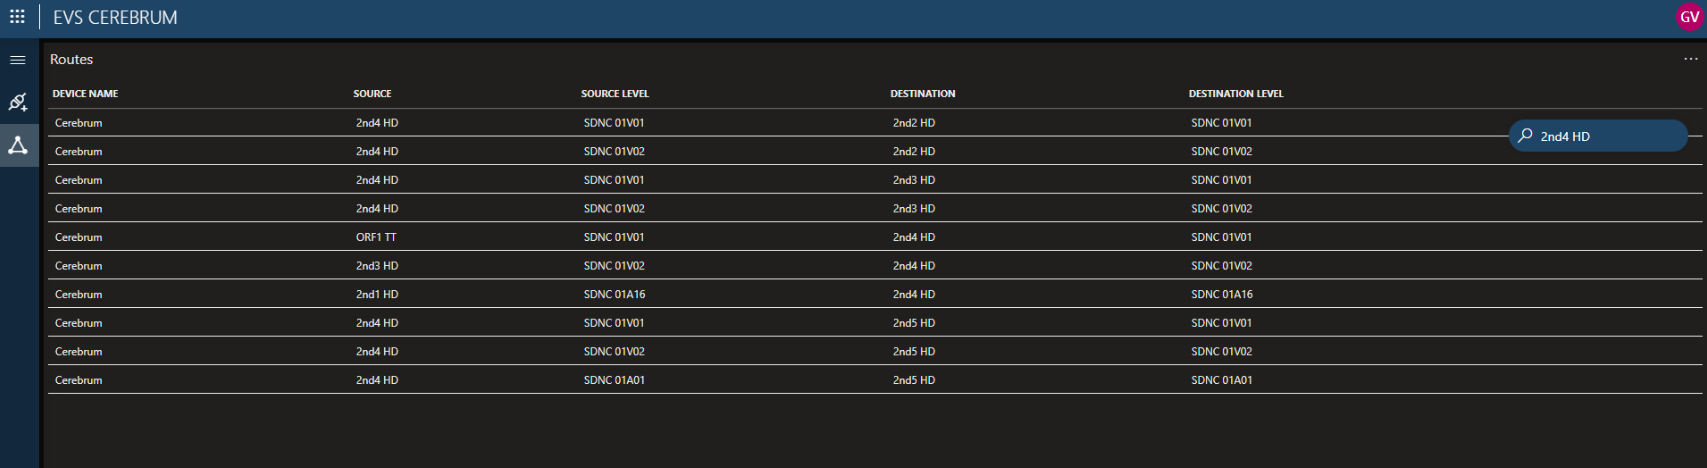 EVS CEREBRUM
GV
Routes
DEVICE NAME SOURCE SOURCE LEVEL DESTINATION DESTINATION LEVEL
Cerebrum 2nd4 HD SDNC 01V01 2nd2 HD SDNC 01V01
2nd4 HD
Cerebrum 2nd4 HD SDNC 01V02 2nd2 HD SDNC 01V02
Cerebrum 2nd4 HD SDNC 01V01 2nd3 HD SDNC 01V01
Cerebrum 2nd4 HD SDNC 01V02 2nd3 HD SDNC 01V02
Cerebrum ORF1 TT SDNC 01V01 2nd4 HD SDNC 01V01
Cerebrum 2nd3 HD SDNC 01V02 2nd4 HD SDNC 01V02
Cerebrum 2nd1 HD SDNC 01A16 2nd4 HD SDNC 01A16
Cerebrum 2nd4 HD SDNC 01V01 2nd5 HD SDNC 01V01
Cerebrum 2nd4 HD SDNC 01V02 2nd5 HD SDNC 01V02
Cerebrum 2nd4 HD SDNC 01A01 2nd5 HD SDNC 01A01